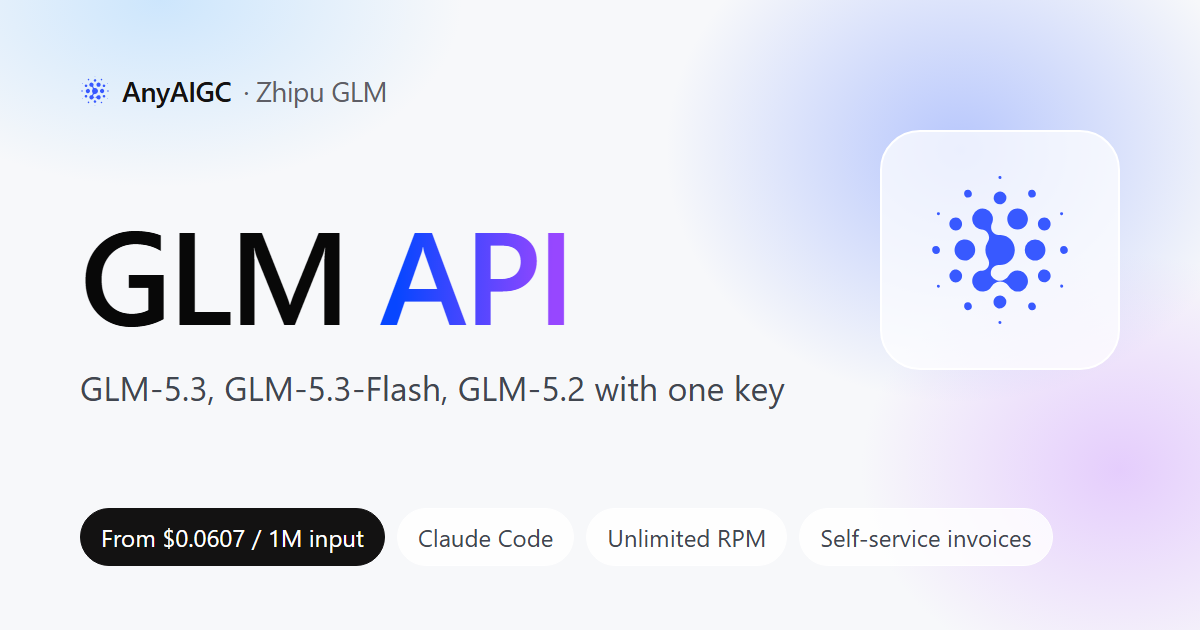 AnyAIGC · Zhipu GLM
GLM API
GLM-5.3, GLM-5.3-Flash, GLM-5.2 with one key
From $0.0607 / 1M input
Claude Code
Unlimited RPM
Self-service invoices